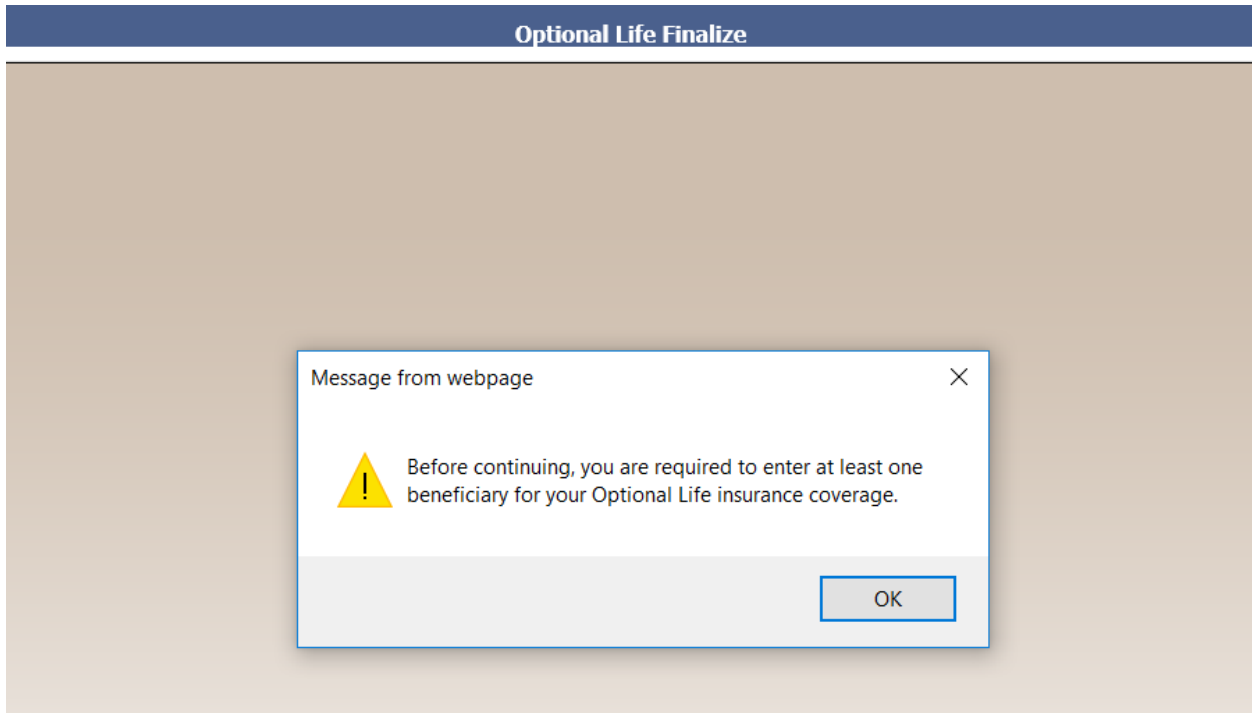 Optional Life Finalize
Message from webpage
Before continuing, you are required to enter at least one
beneficiary for your Optional Life insurance coverage.
OK